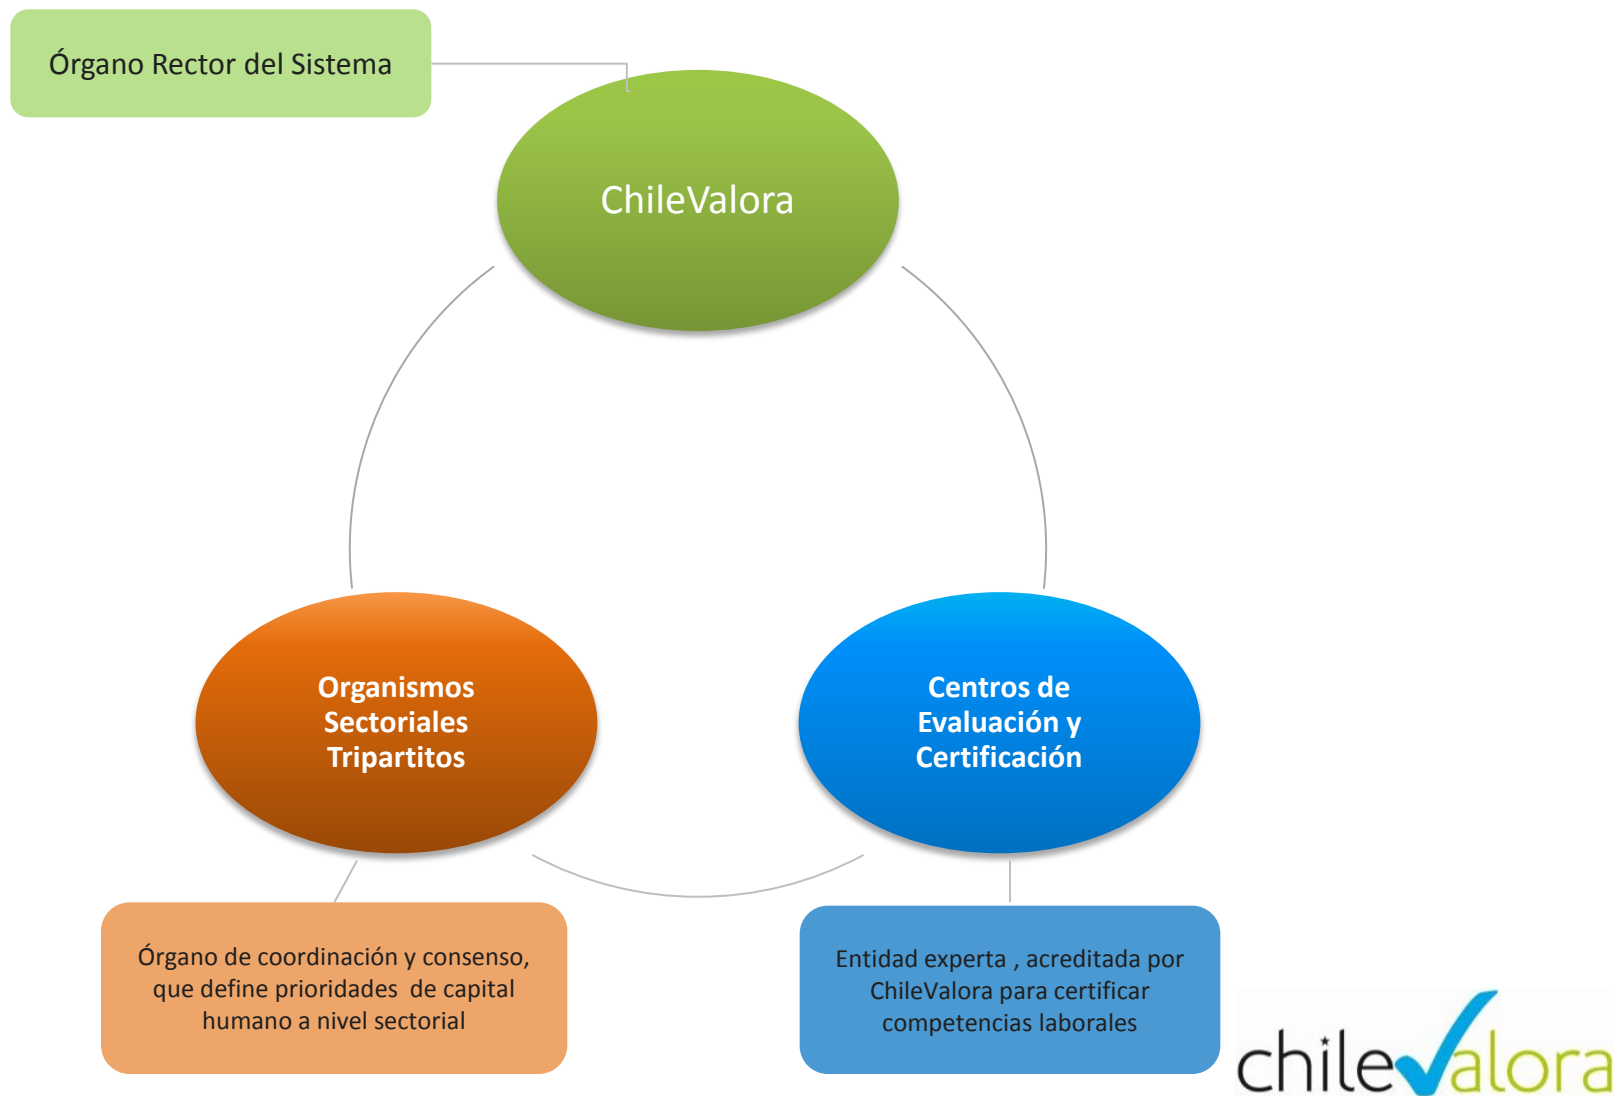 Órgano Rector del Sistema
ChileValora
Organismos
Sectoriales
Tripartitos
Centros de
Evaluación y
Certificación
Órgano de coordinación y consenso,
que define prioridades de capital
humano a nivel sectorial
Entidad experta , acreditada por
ChileValora para certificar
competencias laborales
chilevalora